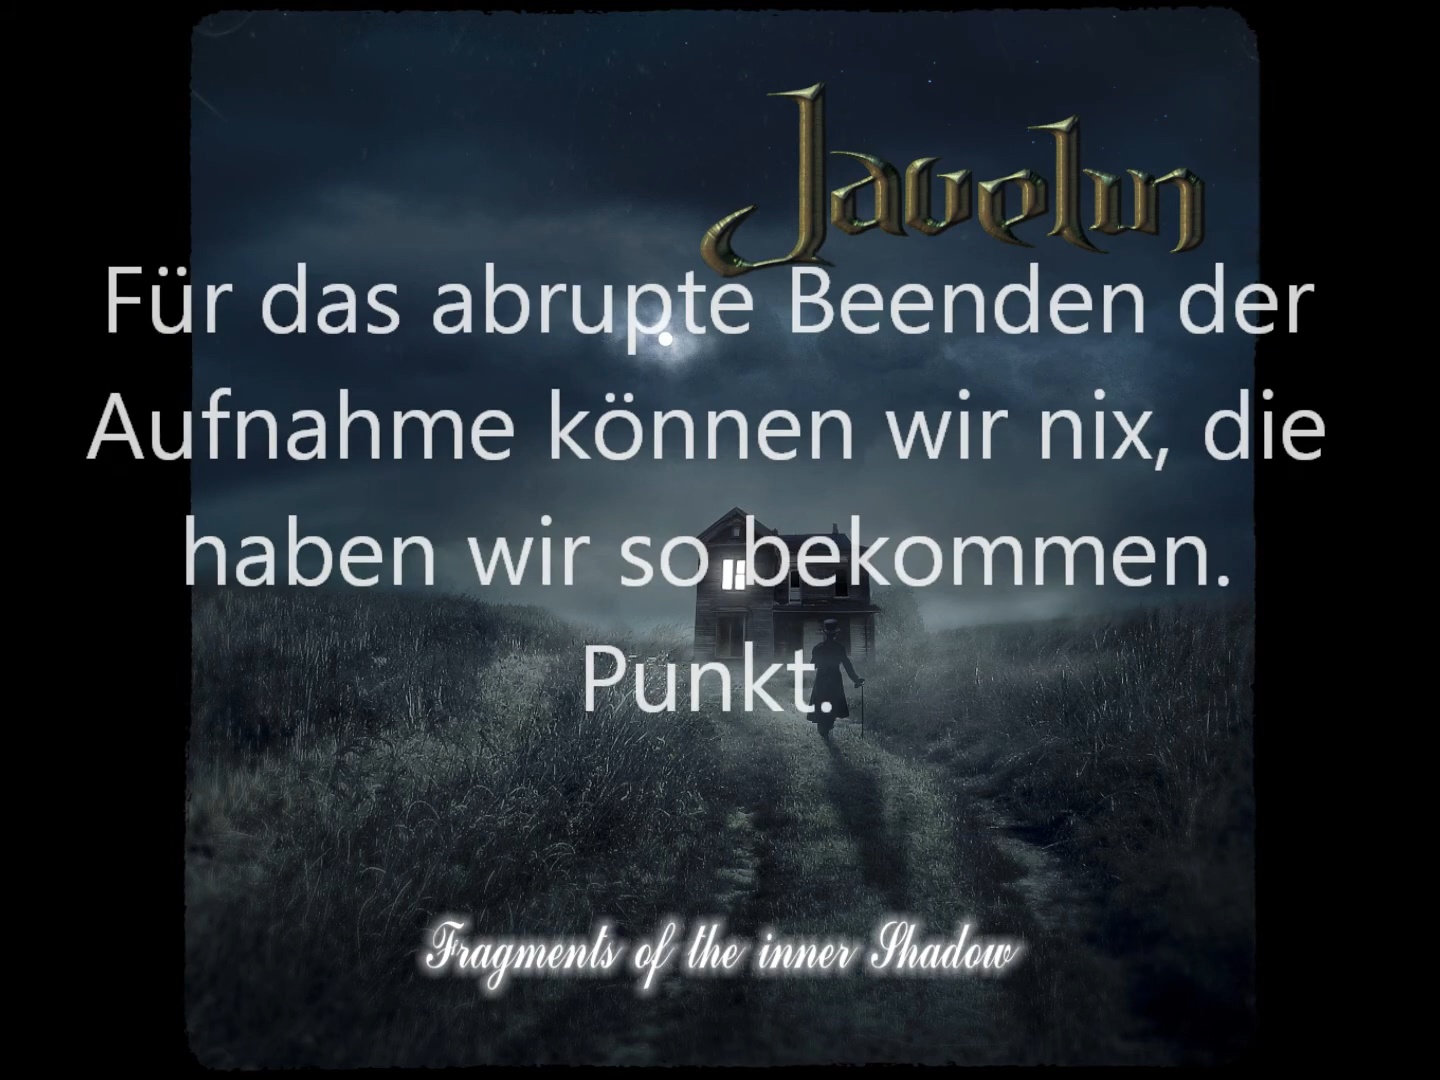 Javelin
Für das abrupte Beenden der
Aufnahme können wir nix, die
haben wir so bekommen.
Punkt.
Fragments of the inner Shadow